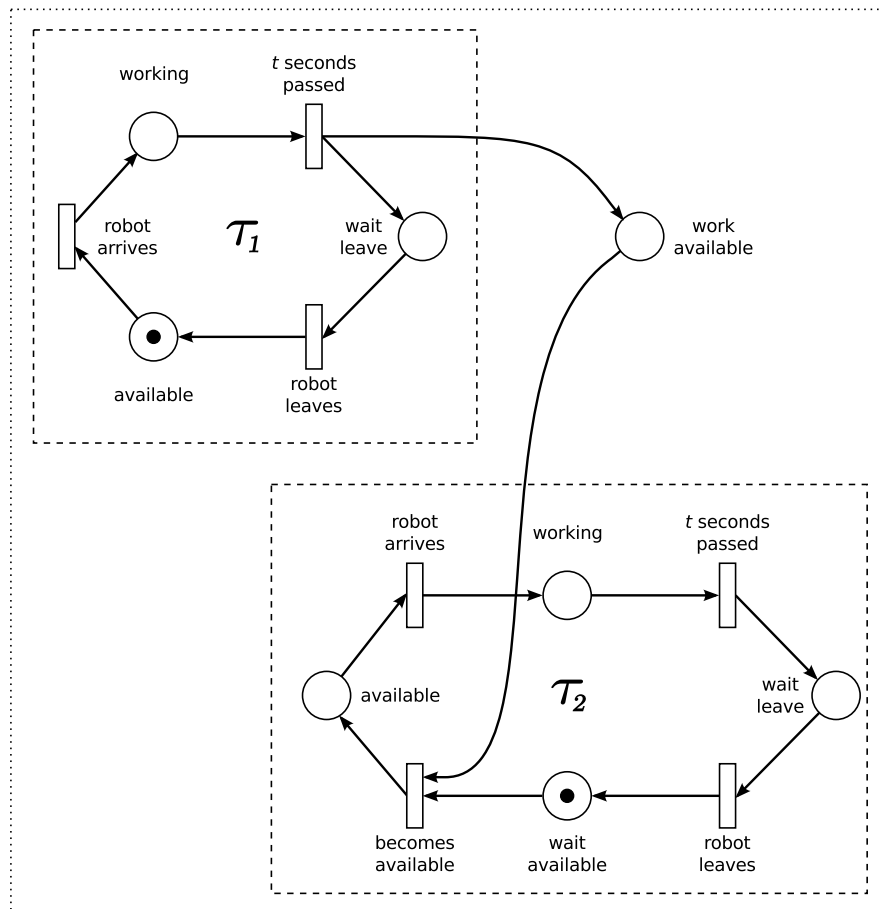 working
t seconds
passed
robot
arrives
τ1
wait
leave
work
available
available
robot
leaves
robot
arrives
working
t seconds
passed
available
τ2
wait
leave
becomes
available
wait
available
robot
leaves